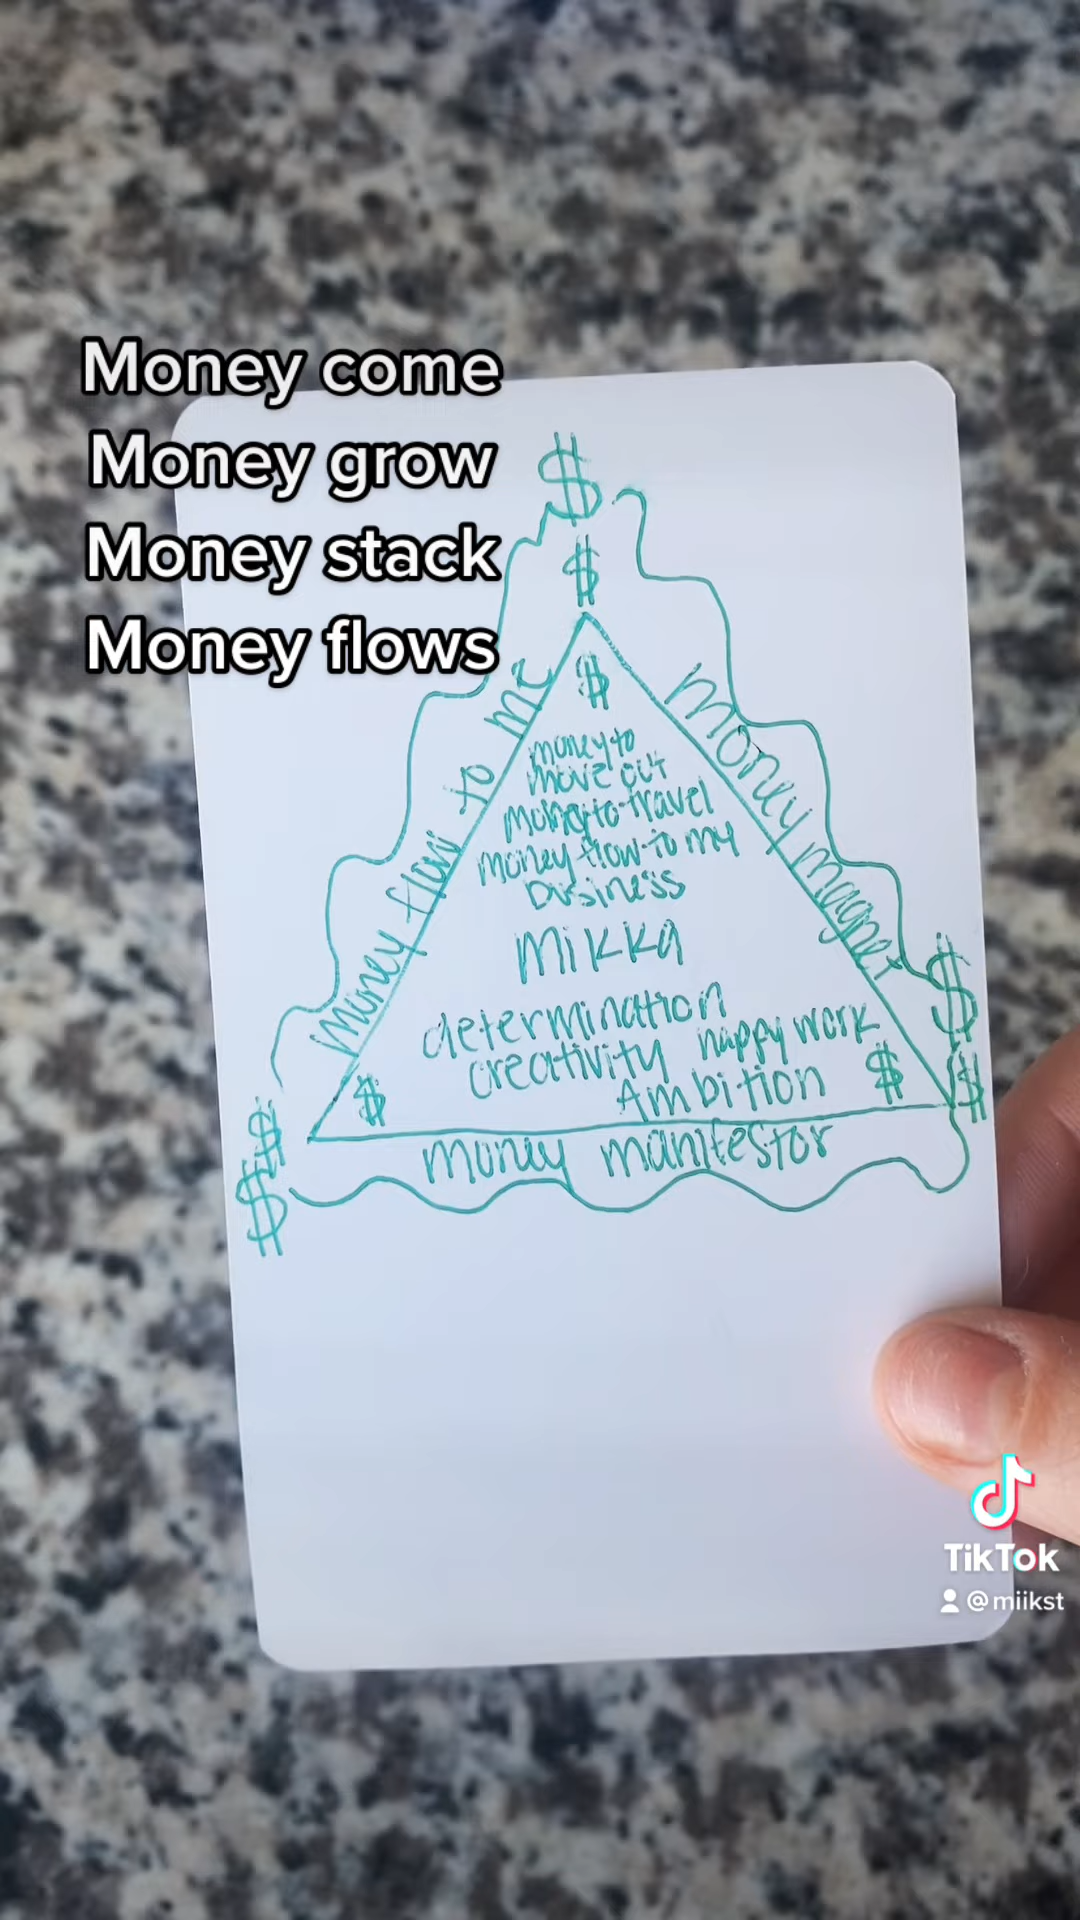 Money come
Money grow
Money stack
Money flows
$
$
$
money flow to me
money magnet
money to
move out
money to travel
money flow to my
business
mikka
determination
creativity happy work
Ambition
$
$
$
$
$
$
money manifestor
TikTok
@miikst